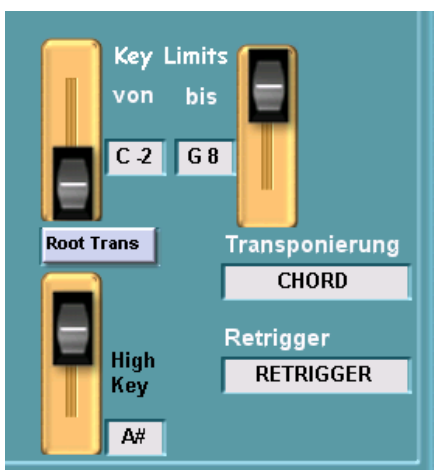 Key Limits
von bis
C -2 G 8
Root Trans
Transponierung
CHORD
Retrigger
High
Key
RETRIGGER
A#